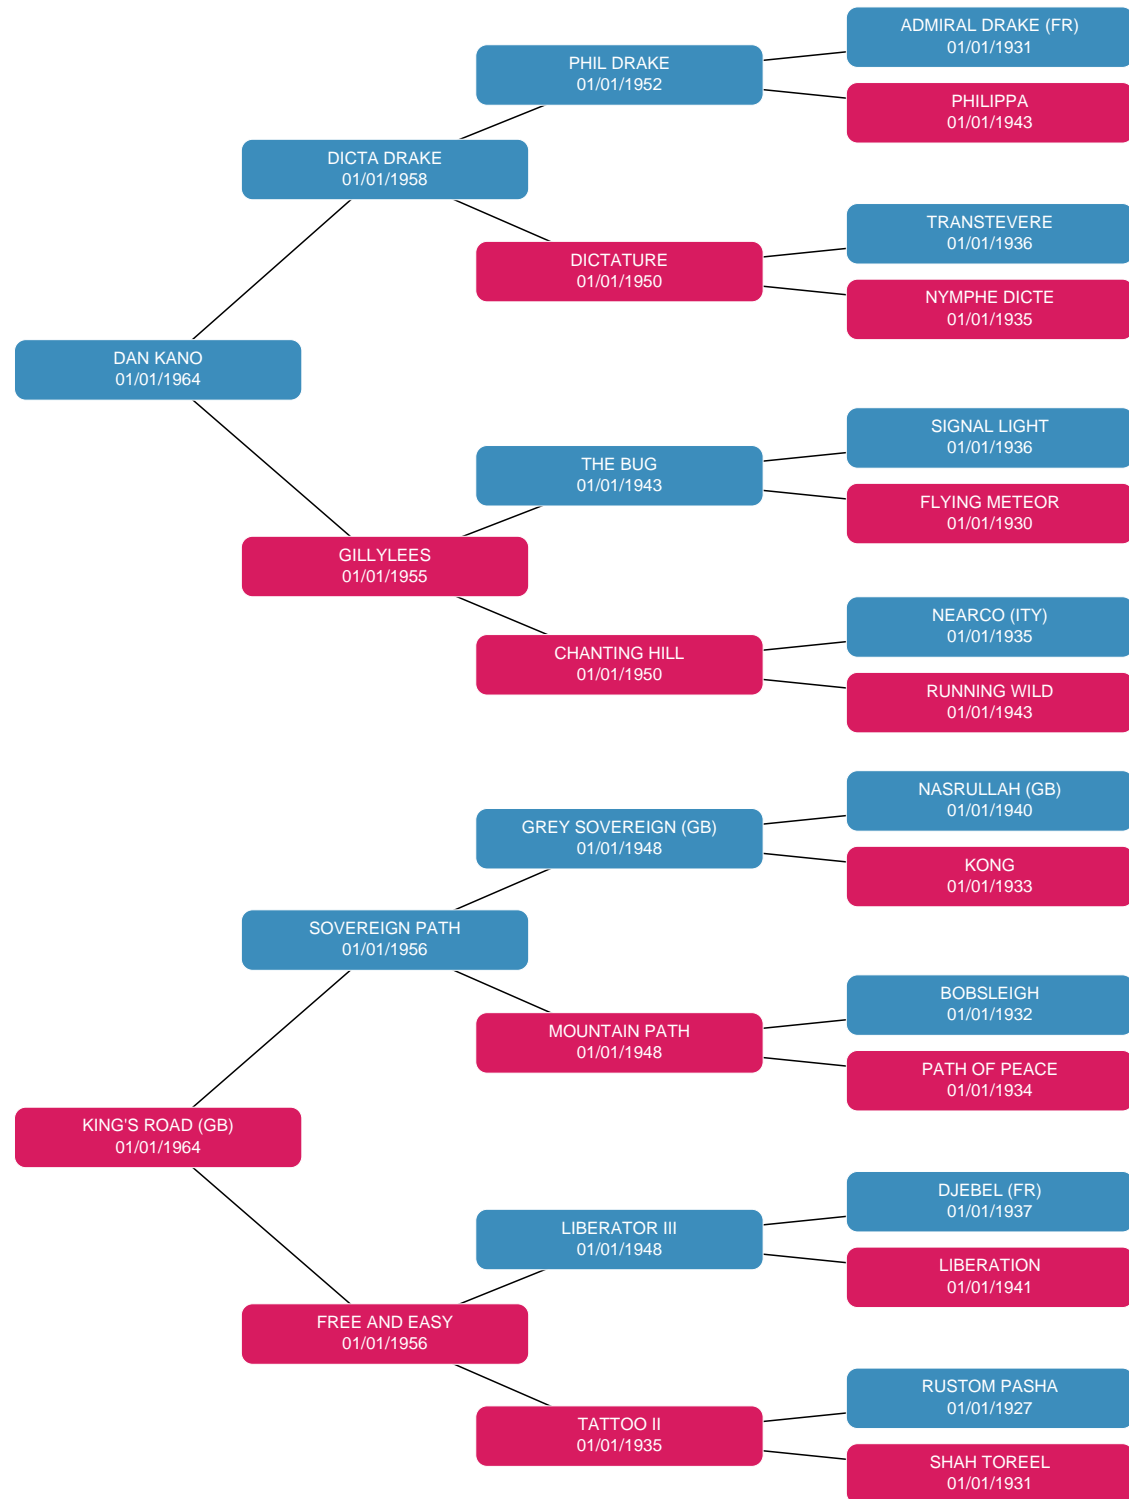 ADMIRAL DRAKE (FR)
01/01/1931
PHIL DRAKE
01/01/1952
PHILIPPA
01/01/1943
DICTA DRAKE
01/01/1958
TRANSTEVERE
01/01/1936
DICTATURE
01/01/1950
NYMPHE DICTE
01/01/1935
DAN KANO
01/01/1964
SIGNAL LIGHT
01/01/1936
THE BUG
01/01/1943
FLYING METEOR
01/01/1930
GILLYLEES
01/01/1955
NEARCO (ITY)
01/01/1935
CHANTING HILL
01/01/1950
RUNNING WILD
01/01/1943
NASRULLAH (GB)
01/01/1940
GREY SOVEREIGN (GB)
01/01/1948
KONG
01/01/1933
SOVEREIGN PATH
01/01/1956
BOBSLEIGH
01/01/1932
MOUNTAIN PATH
01/01/1948
PATH OF PEACE
01/01/1934
KING'S ROAD (GB)
01/01/1964
DJEBEL (FR)
01/01/1937
LIBERATOR III
01/01/1948
LIBERATION
01/01/1941
FREE AND EASY
01/01/1956
RUSTOM PASHA
01/01/1927
TATTOO II
01/01/1935
SHAH TOREEL
01/01/1931